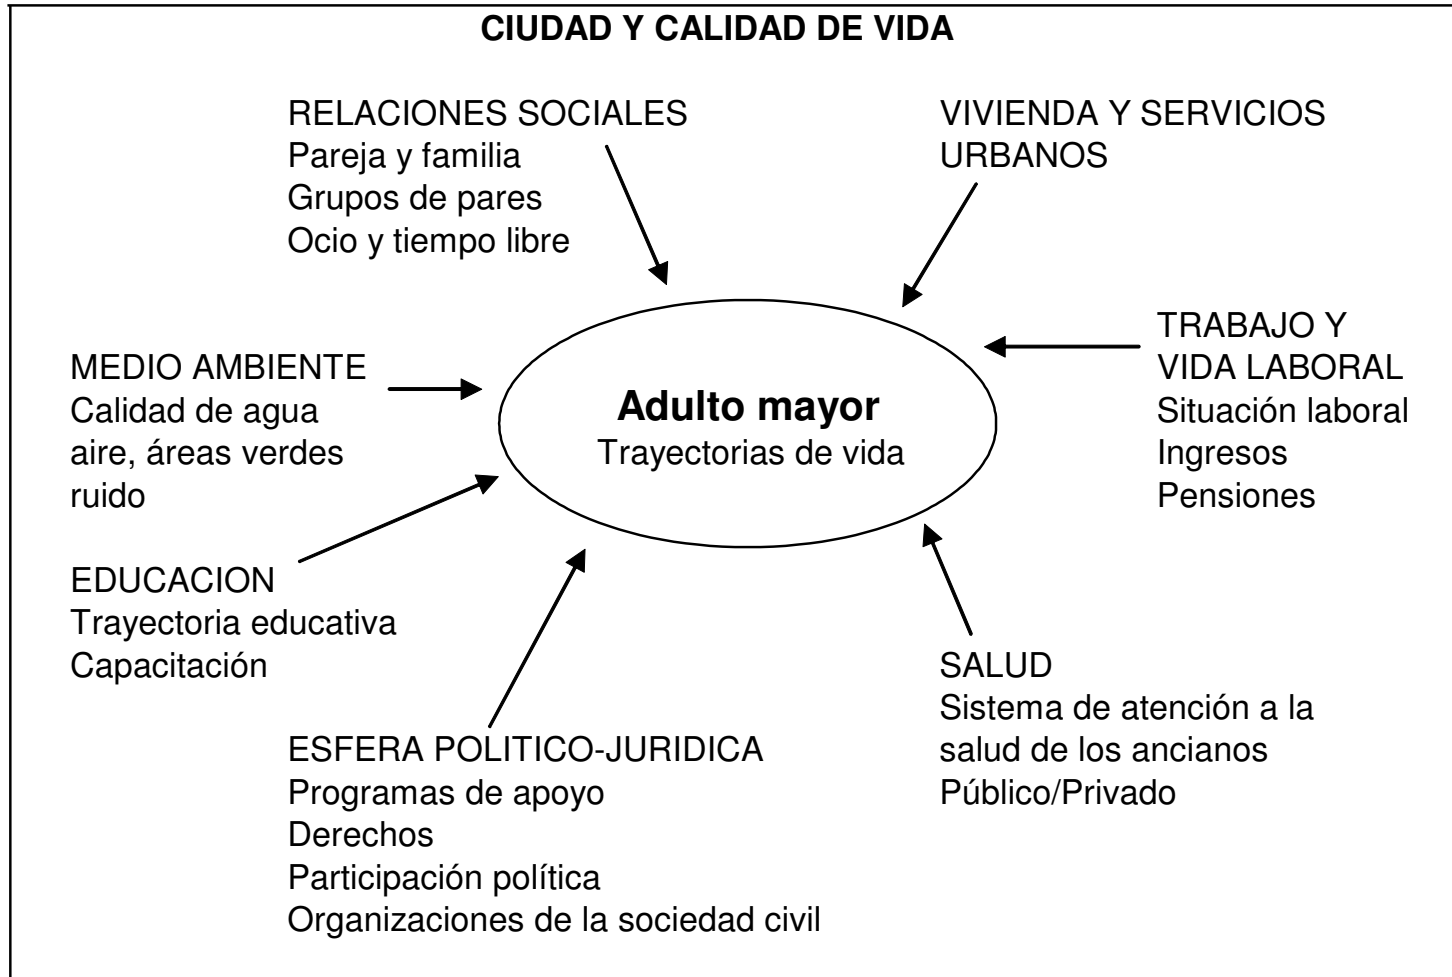 CIUDAD Y CALIDAD DE VIDA
RELACIONES SOCIALES
Pareja y familia
Grupos de pares
Ocio y tiempo libre
VIVIENDA Y SERVICIOS
URBANOS
TRABAJO Y
VIDA LABORAL
Situación laboral
Ingresos
Pensiones
MEDIO AMBIENTE
Calidad de agua
aire, áreas verdes
ruido
Adulto mayor
Trayectorias de vida
EDUCACION
Trayectoria educativa
Capacitación
SALUD
Sistema de atención a la
salud de los ancianos
Público/Privado
ESFERA POLITICO-JURIDICA
Programas de apoyo
Derechos
Participación política
Organizaciones de la sociedad civil